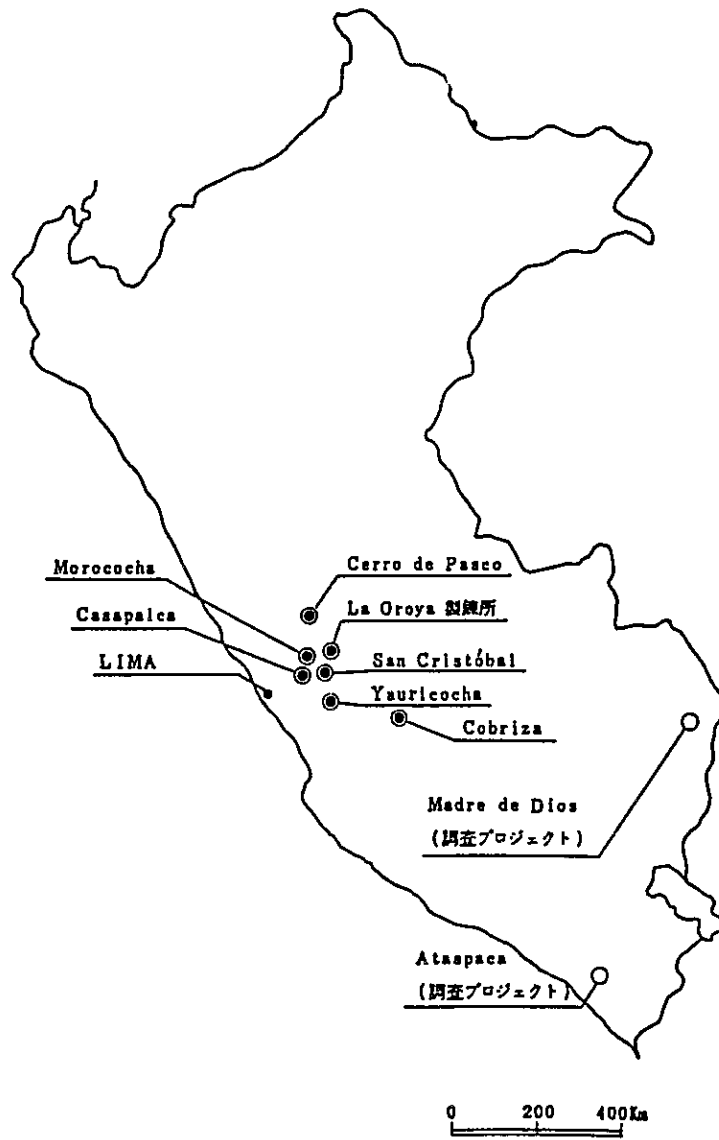 Cerro de Pasco
Morococha
La Oroya 製錬所
Casapalca
San Cristóbal
LIMA
Yauricocha
Cobriza
Madre de Dios
(調査プロジェクト)
Ataspaca
(調査プロジェクト)
0 200 400Km